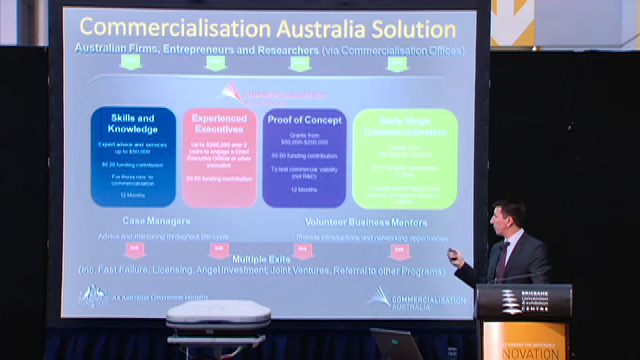 Commercialisation Australia Solution
Australian Firms, Entrepreneurs and Researchers (via Commercialisation Offices)
COMMERCIALISATION
Skills and
Knowledge
Expert advice and services
up to $50,000
80:20 funding contribution
For those new to
commercialisation
12 Months
Experienced
Executives
Up to $350,000 over 2
years to engage a Chief
Executive Officer or other
executive
50:50 funding contribution
Proof of Concept
Grants from
$50,000-$250,000
50:50 funding contribution
To test commercial viability
(not R&D)
12 Months
Early Stage
Commercialisation
Case Managers
Advice and mentoring throughout life cycle
Volunteer Business Mentors
Provide introductions and networking opportunities
Exit
Exit
Exit
Exit
Multiple Exits
(Inc. Fast Failure, Licensing, Angel Investment, Joint Ventures, Referral to other Programs)
An Australian Government Initiative
COMMERCIALISATION
AUSTRALIA
BRISBANE
convention
& exhibition
CENTRE
THE DIFFERENCE
NOVATION